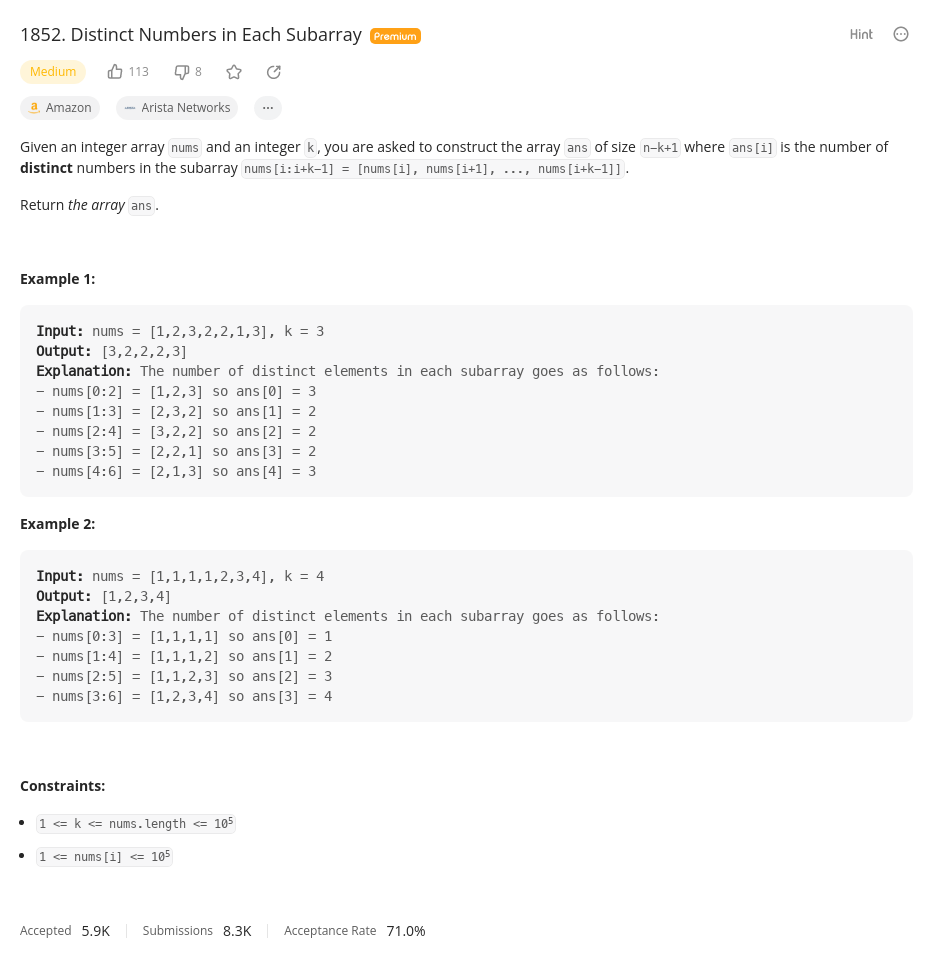 1852. Distinct Numbers in Each Subarray Premium Hint
Medium 113 8
a Amazon Arista Networks ...
Given an integer array nums and an integer k, you are asked to construct the array ans of size n-k+1 where ans[i] is the number of
distinct numbers in the subarray nums[i:i+k-1] = [nums[i], nums[i+1], ..., nums[i+k-1]].
Return the array ans.
Example 1:
Input: nums = [1,2,3,2,2,1,3], k = 3
Output: [3,2,2,2,3]
Explanation: The number of distinct elements in each subarray goes as follows:
- nums[0:2] = [1,2,3] so ans[0] = 3
- nums[1:3] = [2,3,2] so ans[1] = 2
- nums[2:4] = [3,2,2] so ans[2] = 2
- nums[3:5] = [2,2,1] so ans[3] = 2
- nums[4:6] = [2,1,3] so ans[4] = 3
Example 2:
Input: nums = [1,1,1,1,2,3,4], k = 4
Output: [1,2,3,4]
Explanation: The number of distinct elements in each subarray goes as follows:
- nums[0:3] = [1,1,1,1] so ans[0] = 1
- nums[1:4] = [1,1,1,2] so ans[1] = 2
- nums[2:5] = [1,1,2,3] so ans[2] = 3
- nums[3:6] = [1,2,3,4] so ans[3] = 4
Constraints:
• 1 <= k <= nums.length <= 10⁵
• 1 <= nums[i] <= 10⁵
Accepted 5.9K Submissions 8.3K Acceptance Rate 71.0%